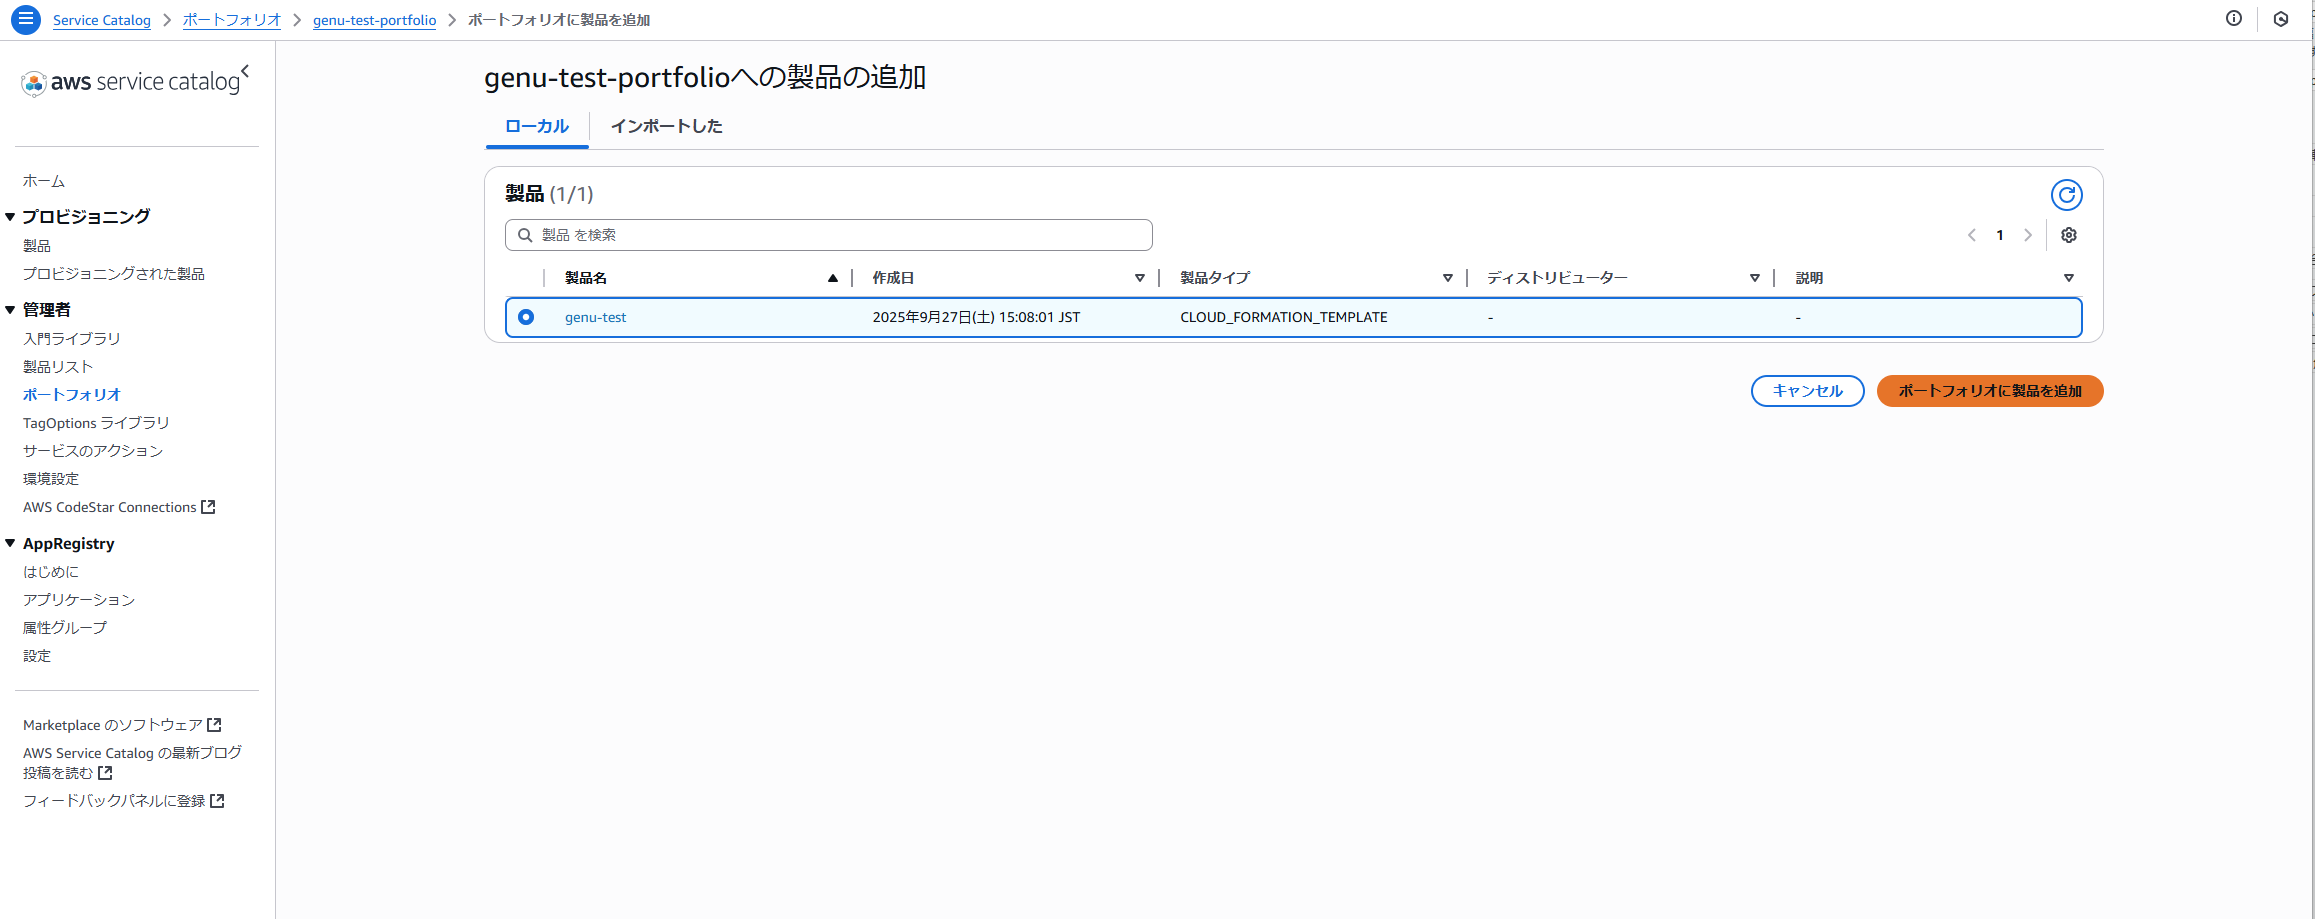 Service Catalog > ポートフォリオ > genu-test-portfolio > ポートフォリオに製品を追加
aws service catalog
ホーム
プロビジョニング
製品
プロビジョニングされた製品
管理者
入門ライブラリ
製品リスト
ポートフォリオ
TagOptions ライブラリ
サービスのアクション
環境設定
AWS CodeStar Connections
AppRegistry
はじめに
アプリケーション
属性グループ
設定
Marketplace のソフトウェア
AWS Service Catalog の最新ブログ
投稿を読む
フィードバックパネルに登録
genu-test-portfolioへの製品の追加
ローカル インポートした
製品 (1/1)
製品 を検索
1
製品名 作成日 製品タイプ ディストリビューター 説明
genu-test 2025年9月27日(土) 15:08:01 JST CLOUD_FORMATION_TEMPLATE - -
キャンセル ポートフォリオに製品を追加